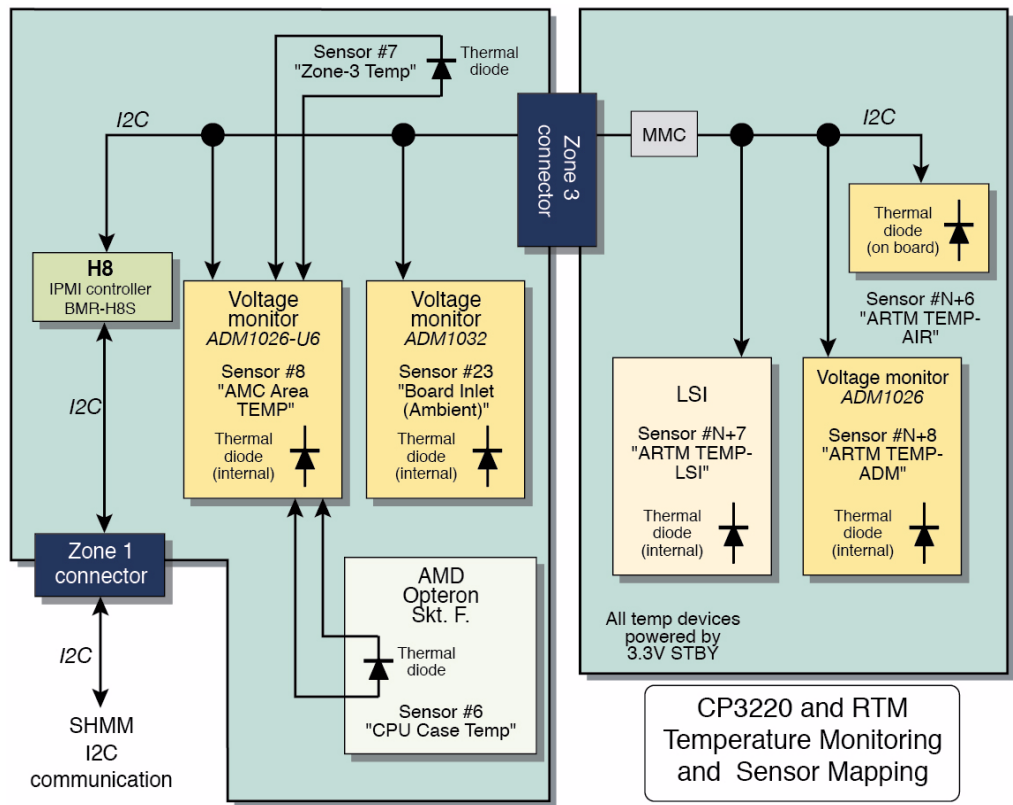 Sensor #7
"Zone-3 Temp"
Thermal
diode
I2C
Zone 3
connector
MMC
I2C
Thermal
diode
(on board)
Sensor #N+6
"ARTM TEMP-
AIR"
H8
IPMI controller
BMR-H8S
Voltage
monitor
ADM1026-U6
Sensor #8
"AMC Area
TEMP"
Thermal
diode
(internal)
Voltage
monitor
ADM1032
Sensor #23
"Board Inlet
(Ambient)"
Thermal
diode
(internal)
LSI
Sensor #N+7
"ARTM TEMP-
LSI"
Thermal
diode
(internal)
Voltage monitor
ADM1026
Sensor #N+8
"ARTM TEMP-
ADM"
Thermal
diode
(internal)
I2C
Zone 1
connector
I2C
SHMM
I2C
communication
AMD
Opteron
Skt. F.
Thermal
diode
Sensor #6
"CPU Case Temp"
All temp devices
powered by
3.3V STBY
CP3220 and RTM
Temperature Monitoring
and Sensor Mapping